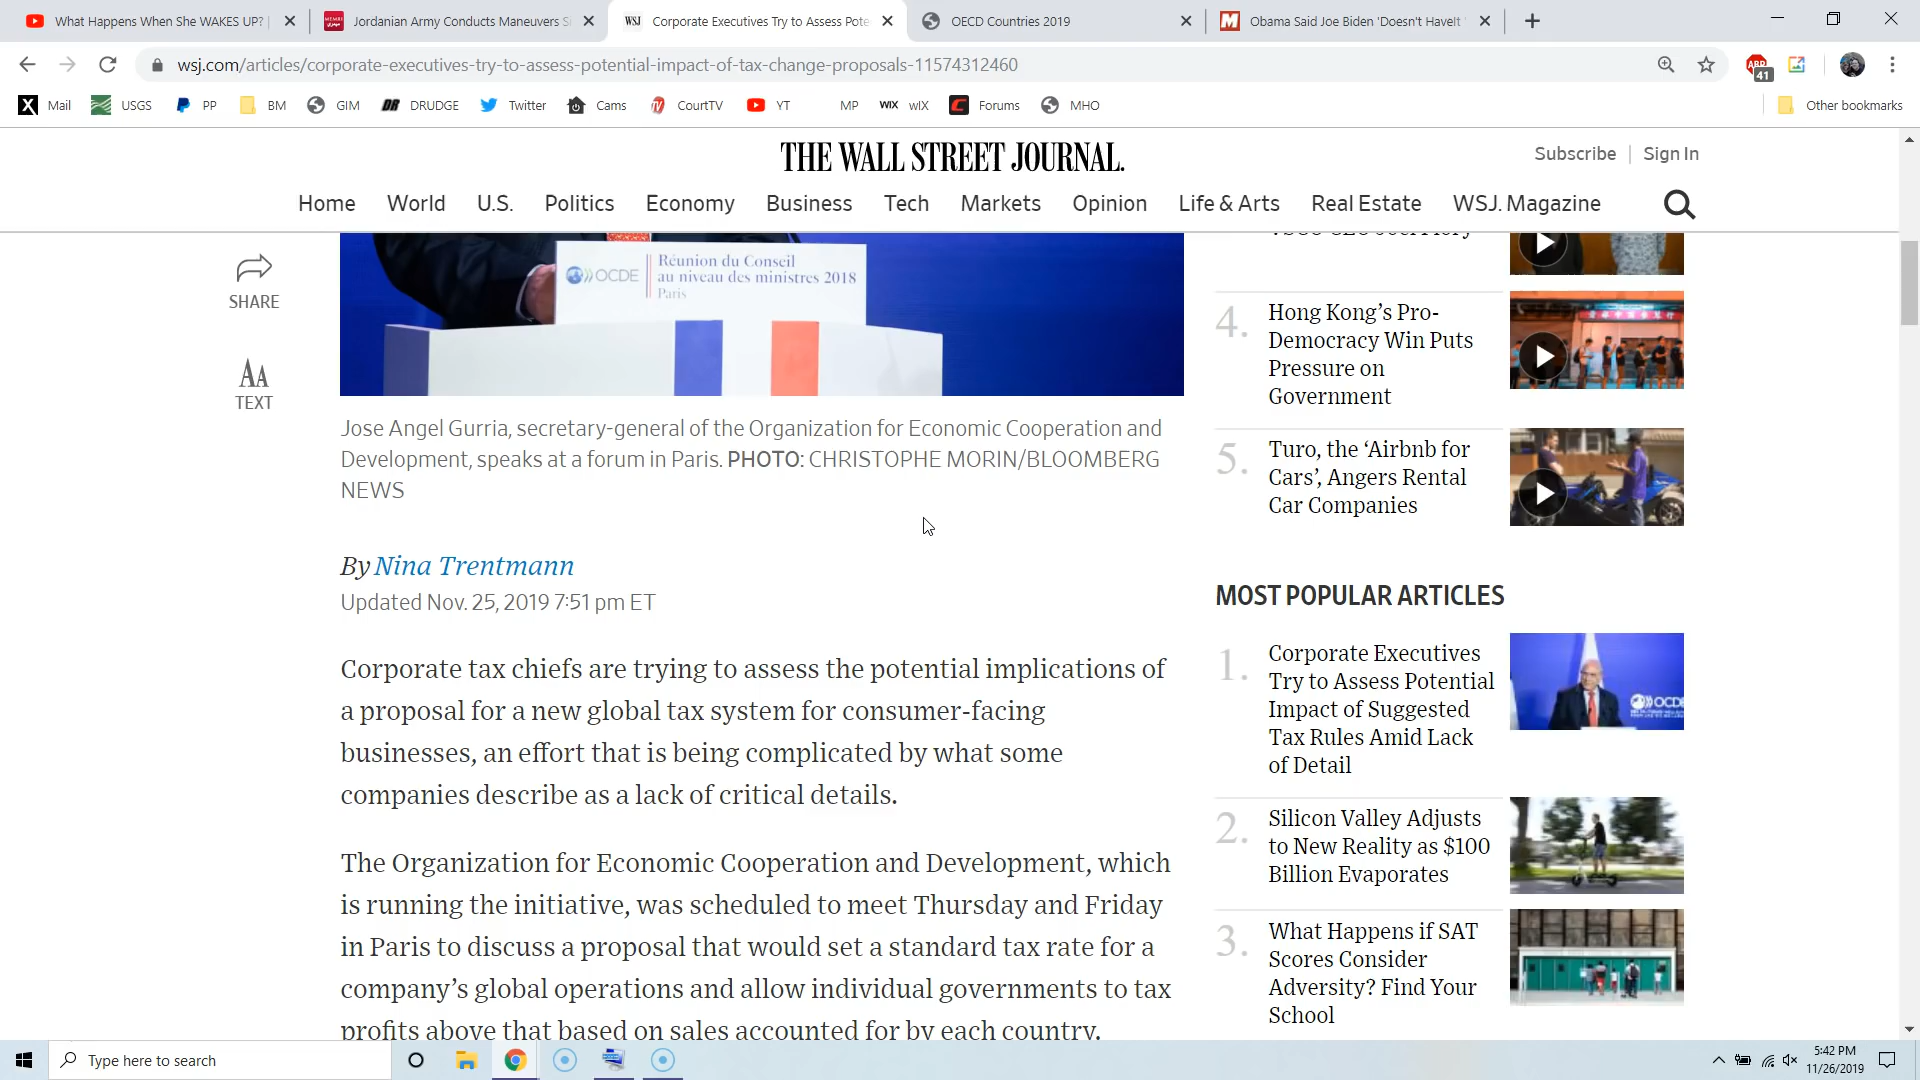 What Happens When She WAKES UP? |
Jordanian Army Conducts Maneuvers S
Corporate Executives Try to Assess Pote
OECD Countries 2019
Obama Said Joe Biden 'Doesn't HaveIt
wsj.com/articles/corporate-executives-try-to-assess-potential-impact-of-tax-change-proposals-11574312460
ABP
41
Mail
USGS
PP
BM
GIM
DRUDGE
Twitter
Cams
CourtTV
YT
MP
WIX wIX
Forums
MHO
Other bookmarks
THE WALL STREET JOURNAL.
Subscribe | Sign In
Home World U.S. Politics Economy Business Tech Markets Opinion Life & Arts Real Estate WSJ. Magazine
SHARE
AA
TEXT
OCDE
Réunion du Conseil
au niveau des ministres 2018
Paris
Jose Angel Gurria, secretary-general of the Organization for Economic Cooperation and
Development, speaks at a forum in Paris. PHOTO: CHRISTOPHE MORIN/BLOOMBERG
NEWS
By Nina Trentmann
Updated Nov. 25, 2019 7:51 pm ET
Corporate tax chiefs are trying to assess the potential implications of
a proposal for a new global tax system for consumer-facing
businesses, an effort that is being complicated by what some
companies describe as a lack of critical details.
The Organization for Economic Cooperation and Development, which
is running the initiative, was scheduled to meet Thursday and Friday
in Paris to discuss a proposal that would set a standard tax rate for a
company's global operations and allow individual governments to tax
profits above that based on sales accounted for by each country.
4. Hong Kong's Pro-
Democracy Win Puts
Pressure on
Government
5. Turo, the 'Airbnb for
Cars', Angers Rental
Car Companies
MOST POPULAR ARTICLES
1. Corporate Executives
Try to Assess Potential
Impact of Suggested
Tax Rules Amid Lack
of Detail
2. Silicon Valley Adjusts
to New Reality as $100
Billion Evaporates
3. What Happens if SAT
Scores Consider
Adversity? Find Your
School
Type here to search
5:42 PM
11/26/2019